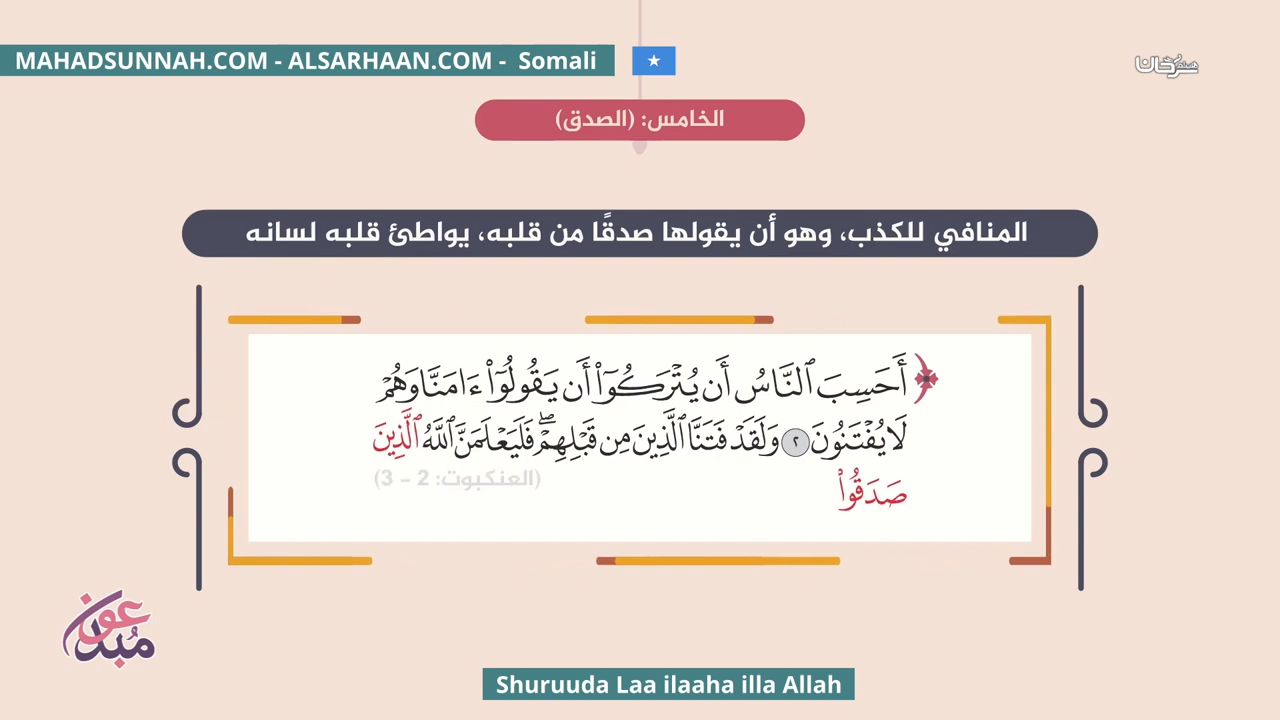 MAHADSUNNAH.COM - ALSARHAAN.COM - Somali
سرحان
الخامس: (الصدق)
المنافي للكذب، وهو أن يقولها صدقًا من قلبه، يواطئ قلبه لسانه
أَحَسِبَ ٱلنَّاسُ أَن يُتْرَكُوٓا۟ أَن يَقُولُوٓا۟ ءَامَنَّا وَهُمْ
لَا يُفْتَنُونَ ٢ وَلَقَدْ فَتَنَّا ٱلَّذِينَ مِن قَبْلِهِمْ ۖ فَلَيَعْلَمَنَّ ٱللَّهُ ٱلَّذِينَ
صَدَقُوا۟
(العنكبوت: 2 - 3)
مبدعون
Shuruuda Laa ilaaha illa Allah